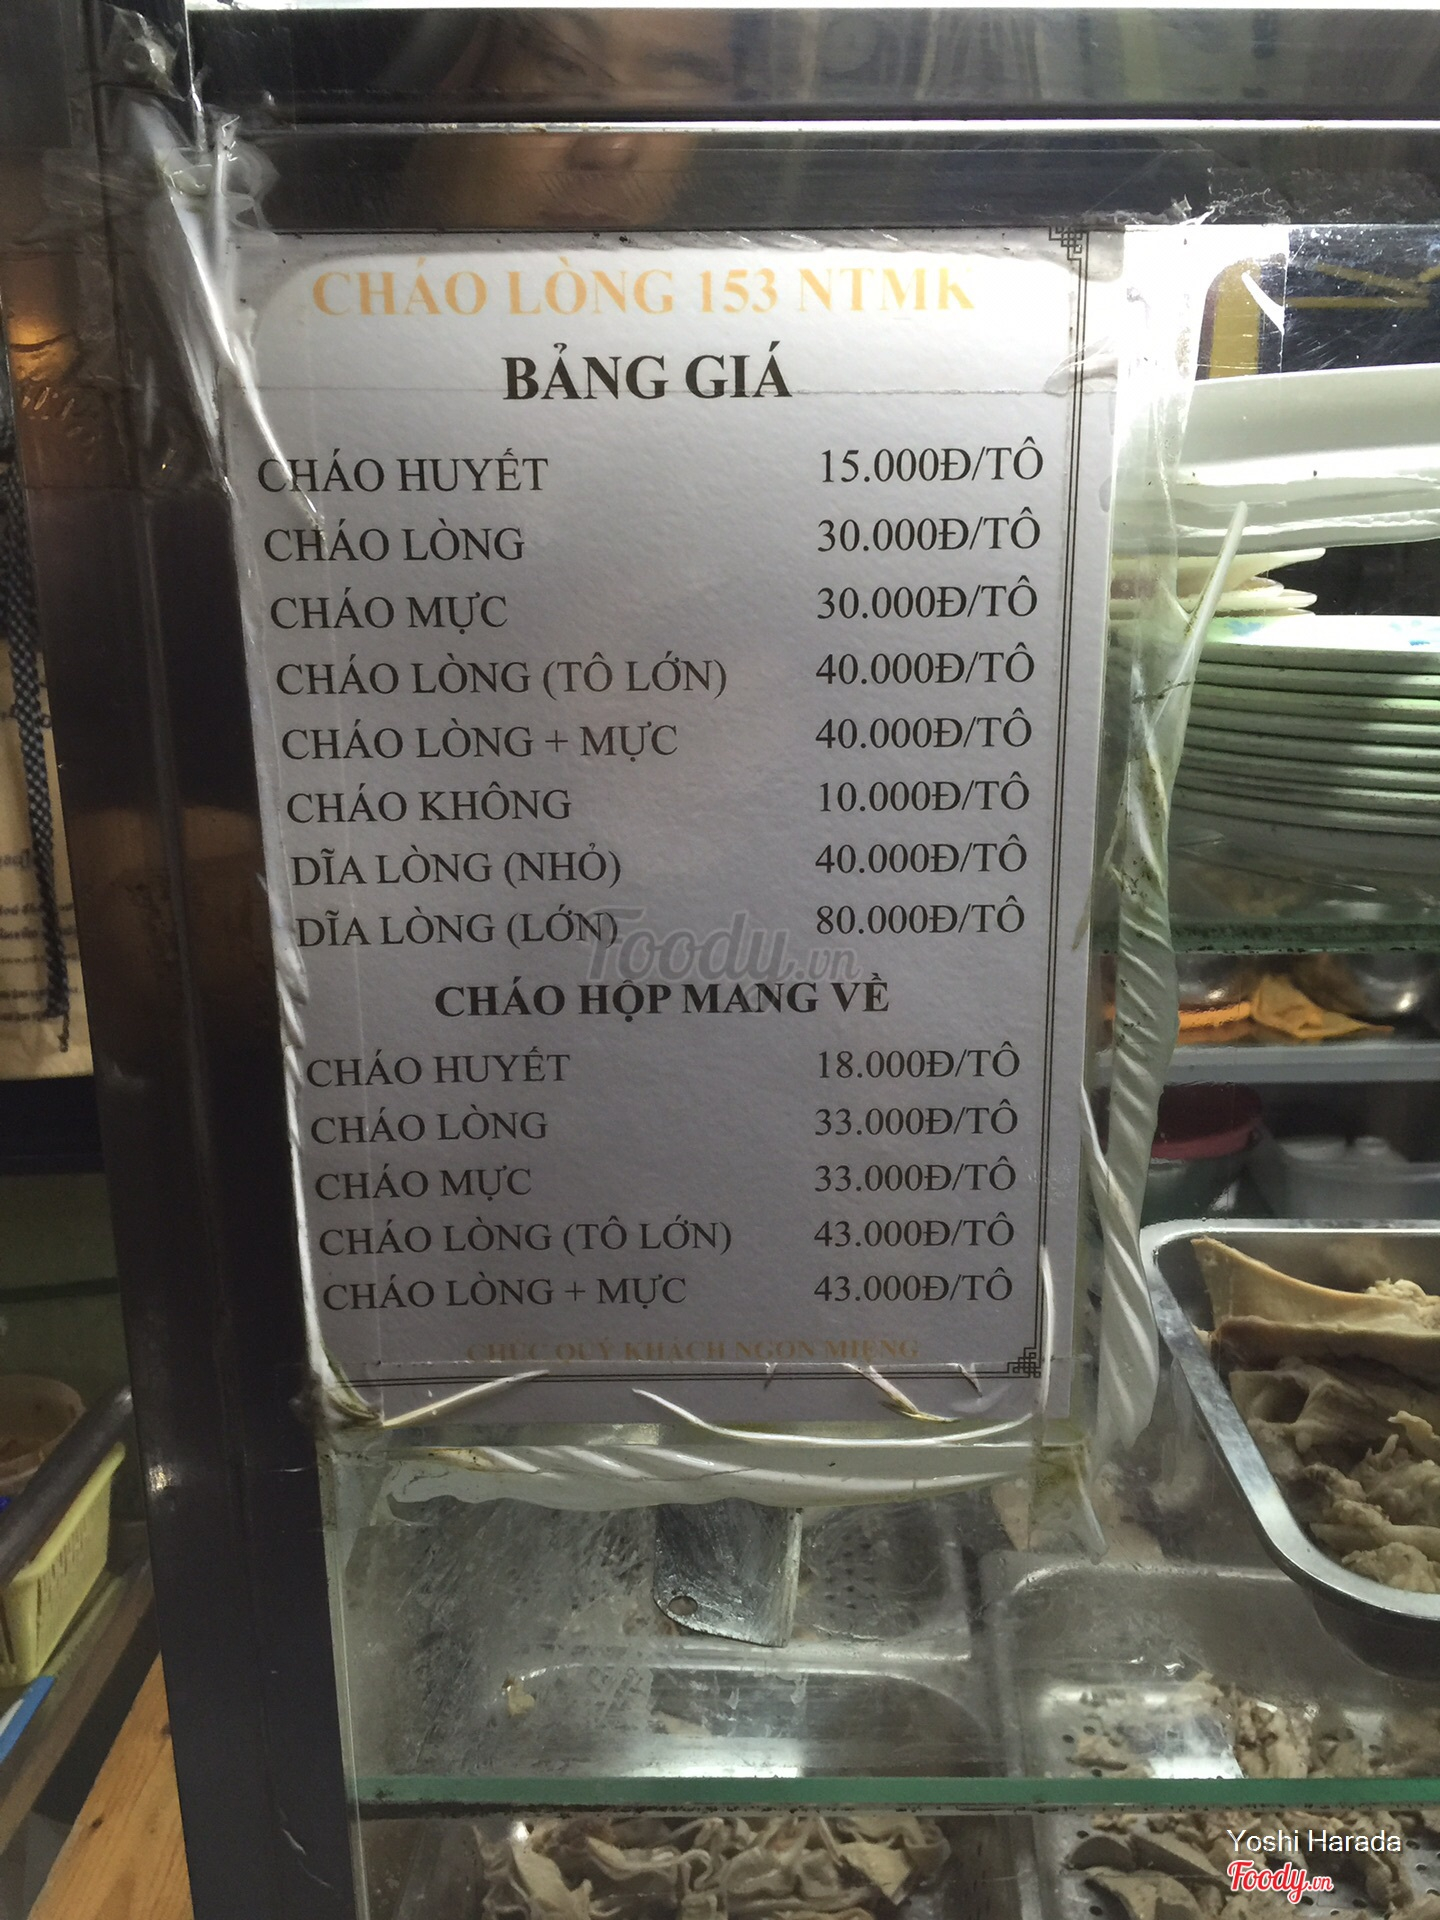 CHÁO LÒNG 153 NTMK
BẢNG GIÁ
CHÁO HUYẾT 15.000Đ/TÔ
CHÁO LÒNG 30.000Đ/TÔ
CHÁO MỰC 30.000Đ/TÔ
CHÁO LÒNG (TÔ LỚN) 40.000Đ/TÔ
CHÁO LÒNG + MỰC 40.000Đ/TÔ
CHÁO KHÔNG 10.000Đ/TÔ
DĨA LÒNG (NHỎ) 40.000Đ/TÔ
DĨA LÒNG (LỚN) 80.000Đ/TÔ
Foody.vn
CHÁO HỘP MANG VỀ
CHÁO HUYẾT 18.000Đ/TÔ
CHÁO LÒNG 33.000Đ/TÔ
CHÁO MỰC 33.000Đ/TÔ
CHÁO LÒNG (TÔ LỚN) 43.000Đ/TÔ
CHÁO LÒNG + MỰC 43.000Đ/TÔ
CHÚC QUÝ KHÁCH NGON MIỆNG
Yoshi Harada
Foody.vn